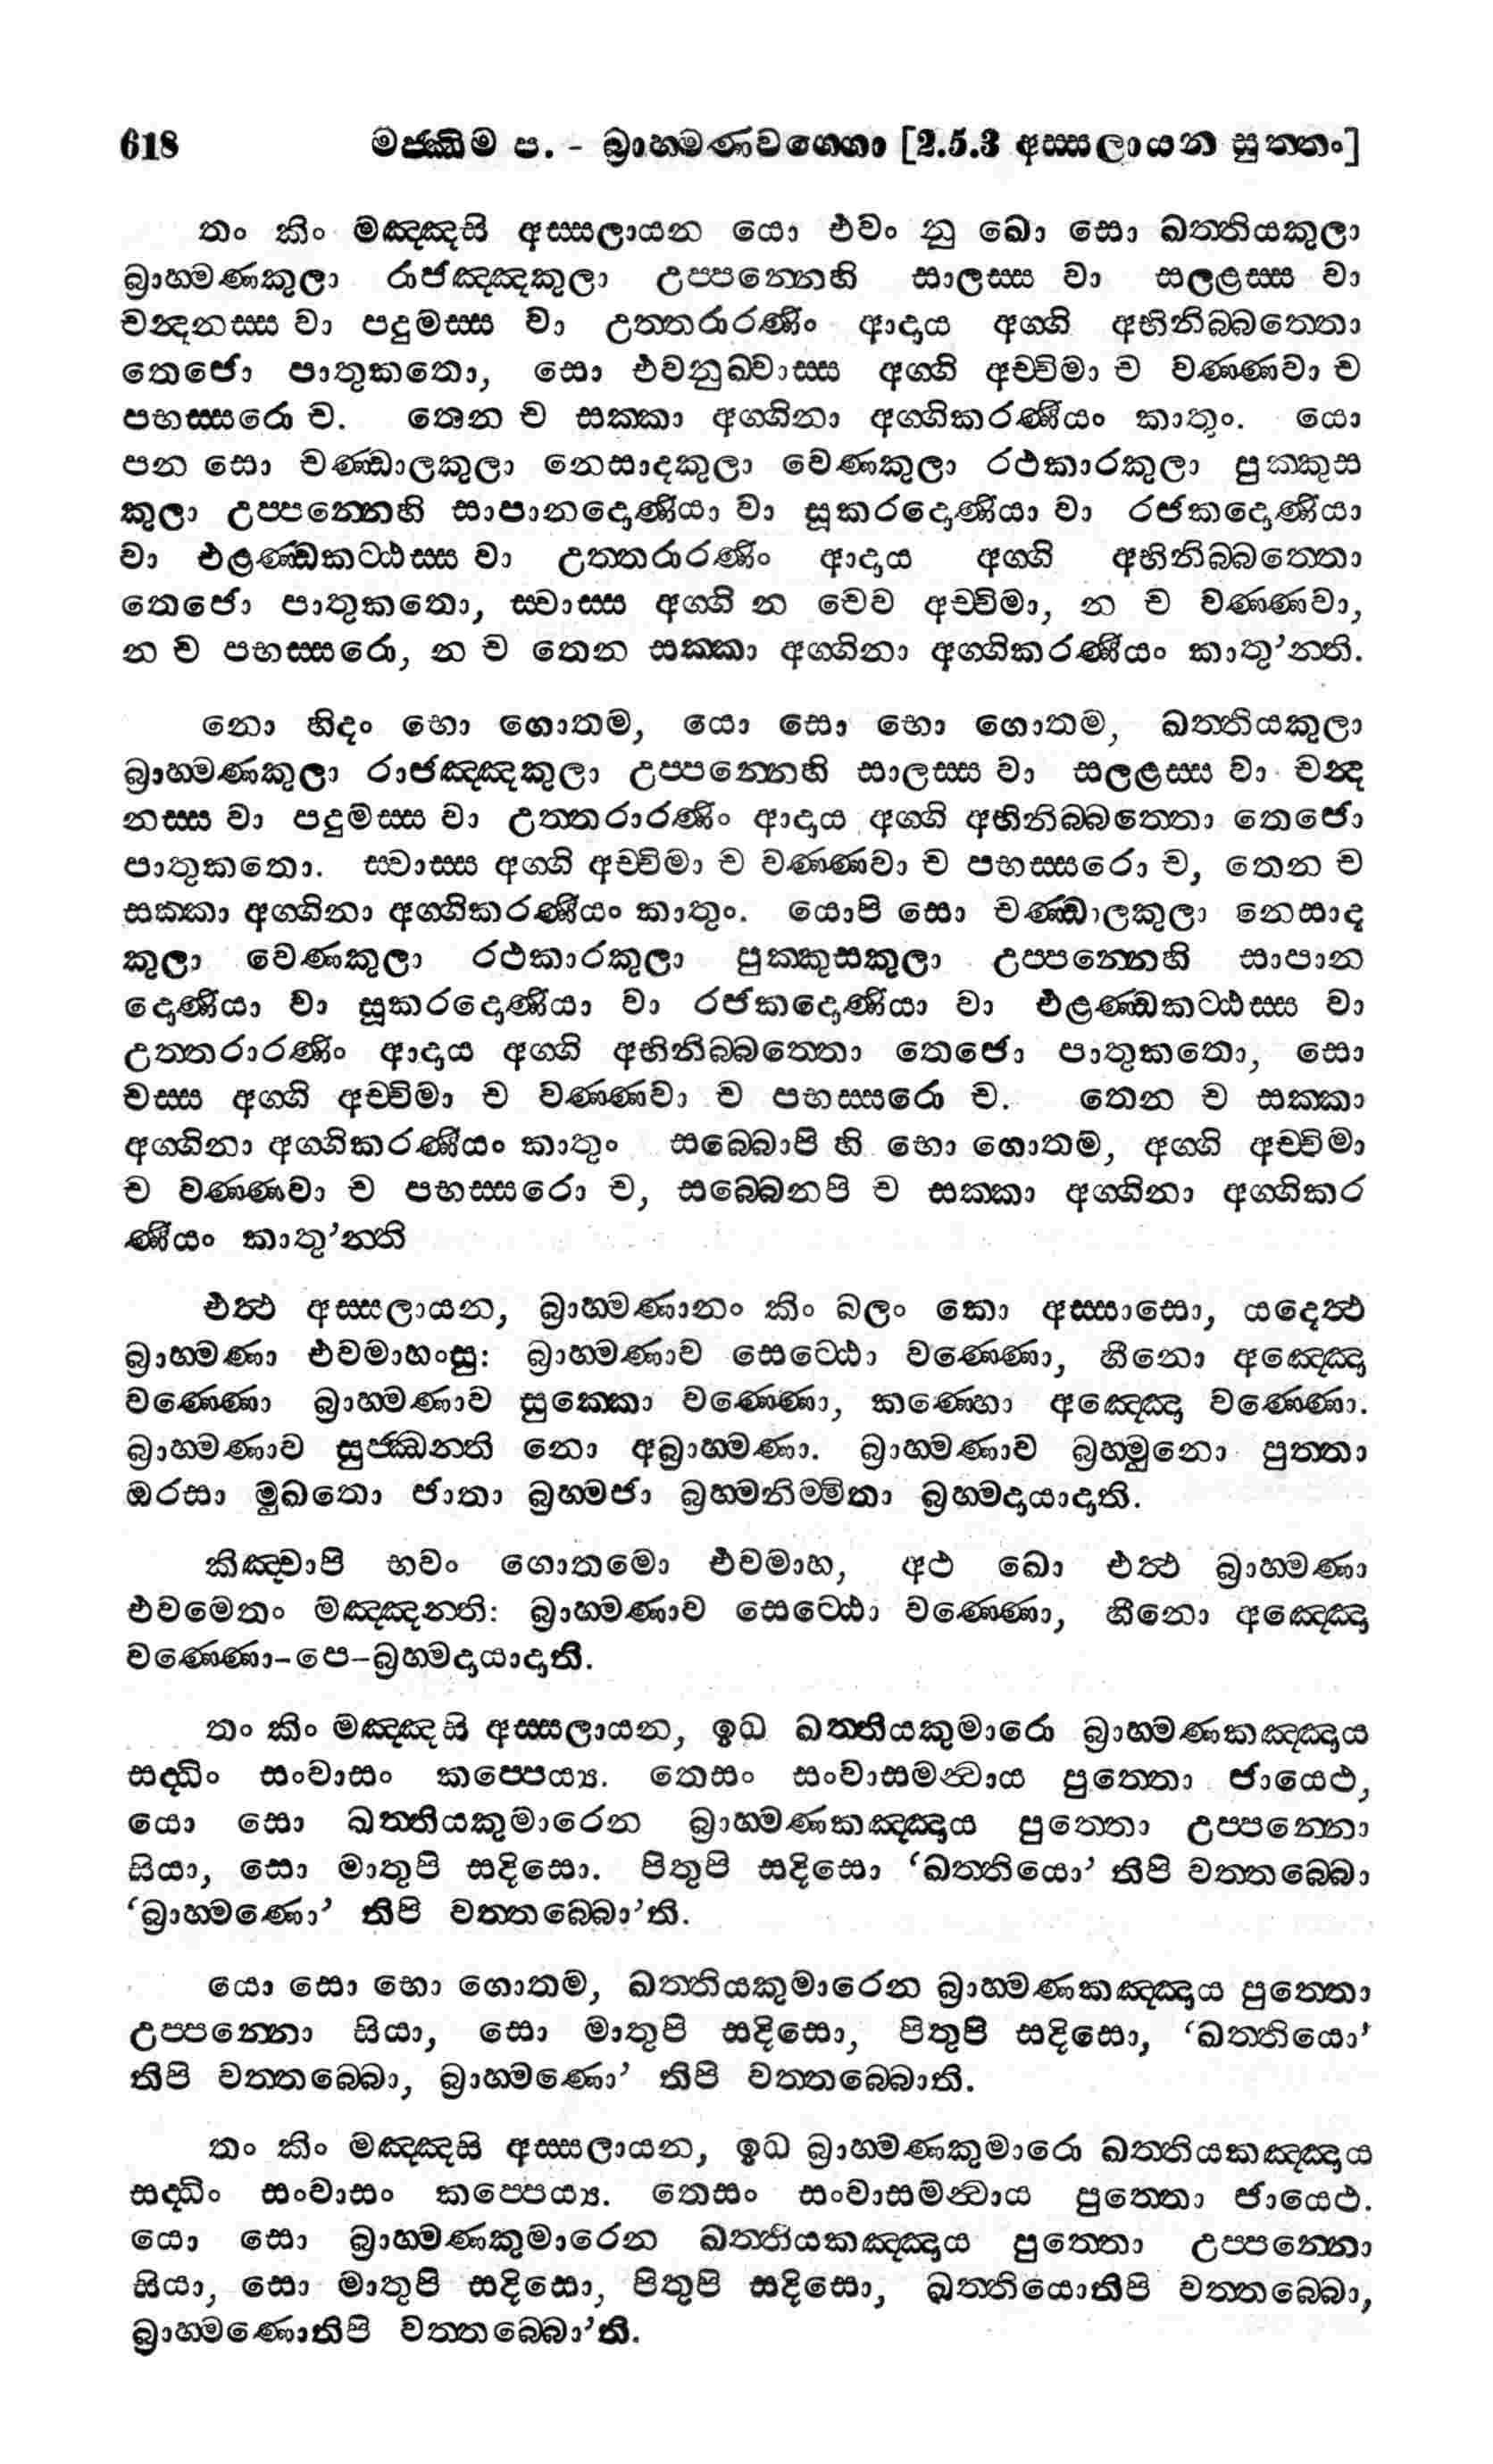 618 මජ්ඣිම ප. - බ්‍රාහ්මණවග්ගො [2.5.3 අස්සලායන සුත්තං]
තං කිං මඤ්ඤසි අස්සලායන යො එවං නු ඛො සො ඛත්තියකුලා
බ්‍රාහ්මණකුලා රාජඤ්ඤකුලා උප්පන්නෙහි සාලස්ස වා සලළස්ස වා
චන්‍දනස්ස වා පදුමස්ස වා උත්තරාරණිං ආදාය අග්ගි අභිනිබ්බත්තො
තෙජො පාතුකතො, සො එවනුඛ්වාස්ස අග්ගි අච්චිමා ච වණ්ණවා ච
පභස්සරො ච. තෙන ච සක්කා අග්ගිනා අග්ගිකරණීයං කාතුං. යො
පන සො චණ්ඩාලකුලා නෙසාදකුලා වෙණකුලා රථකාරකුලා පුක්කුස
කුලා උප්පන්නෙහි සාපානදොණියා වා සූකරදොණියා වා රජකදොණියා
වා එළණ්ඩකට්ඨස්ස වා උත්තරාරණිං ආදාය අග්ගි අභිනිබ්බත්තො
තෙජො පාතුකතො, ස්වාස්ස අග්ගි න චෙව අච්චිමා, න ච වණ්ණවා,
න ච පභස්සරො, න ච තෙන සක්කා අග්ගිනා අග්ගිකරණීයං කාතු’න්ති.
නො හිදං භො ගොතම, යො සො භො ගොතම, ඛත්තියකුලා
බ්‍රාහ්මණකුලා රාජඤ්ඤකුලා උප්පන්නෙහි සාලස්ස වා සලළස්ස වා චන්‍ද
නස්ස වා පදුමස්ස වා උත්තරාරණිං ආදාය අග්ගි අභිනිබ්බත්තො තෙජො
පාතුකතො. ස්වාස්ස අග්ගි අච්චිමා ච වණ්ණවා ච පභස්සරො ච, තෙන ච
සක්කා අග්ගිනා අග්ගිකරණීයං කාතුං. යොපි සො චණ්ඩාලකුලා නෙසාද
කුලා වෙණකුලා රථකාරකුලා පුක්කුසකුලා උප්පන්නෙහි සාපාන
දොණියා වා සූකරදොණියා වා රජකදොණියා වා එළණ්ඩකට්ඨස්ස වා
උත්තරාරණිං ආදාය අග්ගි අභිනිබ්බත්තො තෙජො පාතුකතො, සො
චස්ස අග්ගි අච්චිමා ච වණ්ණවා ච පභස්සරො ච. තෙන ච සක්කා
අග්ගිනා අග්ගිකරණීයං කාතුං සබ්බොපි හි භො ගොතම, අග්ගි අච්චිමා
ච වණ්ණවා ච පභස්සරො ච, සබ්බෙනපි ච සක්කා අග්ගිනා අග්ගිකර
ණීයං කාතු’න්ති
එත්‍ථ අස්සලායන, බ්‍රාහ්මණානං කිං බලං කො අස්සාසො, යදෙත්‍ථ
බ්‍රාහ්මණා එවමාහංසු: බ්‍රාහ්මණාව සෙට්ඨො වණ්ණො, හීනො අඤ්ඤො
වණ්ණො බ්‍රාහ්මණාව සුක්කො වණ්ණො, කණ්හො අඤ්ඤො වණ්ණො.
බ්‍රාහ්මණාව සුජ්ඣන්ති නො අබ්‍රාහ්මණා. බ්‍රාහ්මණාව බ්‍රහ්මුනො පුත්තා
ඔරසා මුඛතො ජාතා බ්‍රහ්මජා බ්‍රහ්මනිම්මිතා බ්‍රහ්මදායාදාති.
කිඤ්චාපි භවං ගොතමො එවමාහ, අථ ඛො එත්‍ථ බ්‍රාහ්මණා
එවමෙතං මඤ්ඤන්ති: බ්‍රාහ්මණාව සෙට්ඨො වණ්ණො, හීනො අඤ්ඤො
වණ්ණො-පෙ-බ්‍රහ්මදායාදාති.
තං කිං මඤ්ඤසි අස්සලායන, ඉධ ඛත්තියකුමාරො බ්‍රාහ්මණකඤ්ඤාය
සද්ධිං සංවාසං කප්පෙය්‍ය. තෙසං සංවාසමන්‍වාය පුත්තො ජායෙථ,
යො සො ඛත්තියකුමාරෙන බ්‍රාහ්මණකඤ්ඤාය පුත්තො උප්පන්නො
සියා, සො මාතුපි සදිසො. පිතුපි සදිසො ‘ඛත්තියො’ තිපි වත්තබ්බො
‘බ්‍රාහ්මණො’ තිපි වත්තබ්බො’ති.
යො සො භො ගොතම, ඛත්තියකුමාරෙන බ්‍රාහ්මණකඤ්ඤාය පුත්තො
උප්පන්නො සියා, සො මාතුපි සදිසො, පිතුපි සදිසො, ‘ඛත්තියො’
තිපි වත්තබ්බො, බ්‍රාහ්මණො’ තිපි වත්තබ්බොති.
තං කිං මඤ්ඤසි අස්සලායන, ඉධ බ්‍රාහ්මණකුමාරො ඛත්තියකඤ්ඤාය
සද්ධිං සංවාසං කප්පෙය්‍ය. තෙසං සංවාසමන්‍වාය පුත්තො ජායෙථ.
යො සො බ්‍රාහ්මණකුමාරෙන ඛත්තියකඤ්ඤාය පුත්තො උප්පන්නො
සියා, සො මාතුපි සදිසො, පිතුපි සදිසො, ඛත්තියොතිපි වත්තබ්බො,
බ්‍රාහ්මණොතිපි වත්තබ්බො’ති.